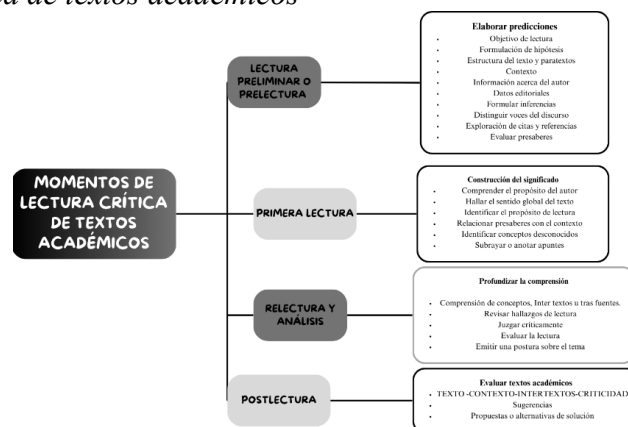 de textos académicos
MOMENTOS DE
LECTURA CRÍTICA
DE TEXTOS
ACADÉMICOS
LECTURA
PRELIMINAR O
PRELECTURA
Elaborar predicciones
• Objetivo de lectura
• Formulación de hipótesis
• Estructura del texto y paratextos
• Contexto
• Información acerca del autor
• Datos editoriales
• Formular inferencias
• Distinguir voces del discurso
• Exploración de citas y referencias
• Evaluar presaberes
PRIMERA LECTURA
Construcción del significado
• Comprender el propósito del autor
• Hallar el sentido global del texto
• Identificar el propósito de lectura
• Relacionar presaberes con el contexto
• Identificar conceptos desconocidos
• Subrayar o anotar apuntes
RELECTURA Y
ANÁLISIS
Profundizar la comprensión
• Comprensión de conceptos, Inter textos u tras fuentes.
• Revisar hallazgos de lectura
• Juzgar críticamente
• Evaluar la lectura
• Emitir una postura sobre el tema
POSTLECTURA
Evaluar textos académicos
• TEXTO -CONTEXTO-INTERTEXTOS-CRITICIDAD
• Sugerencias
• Propuestas o alternativas de solución